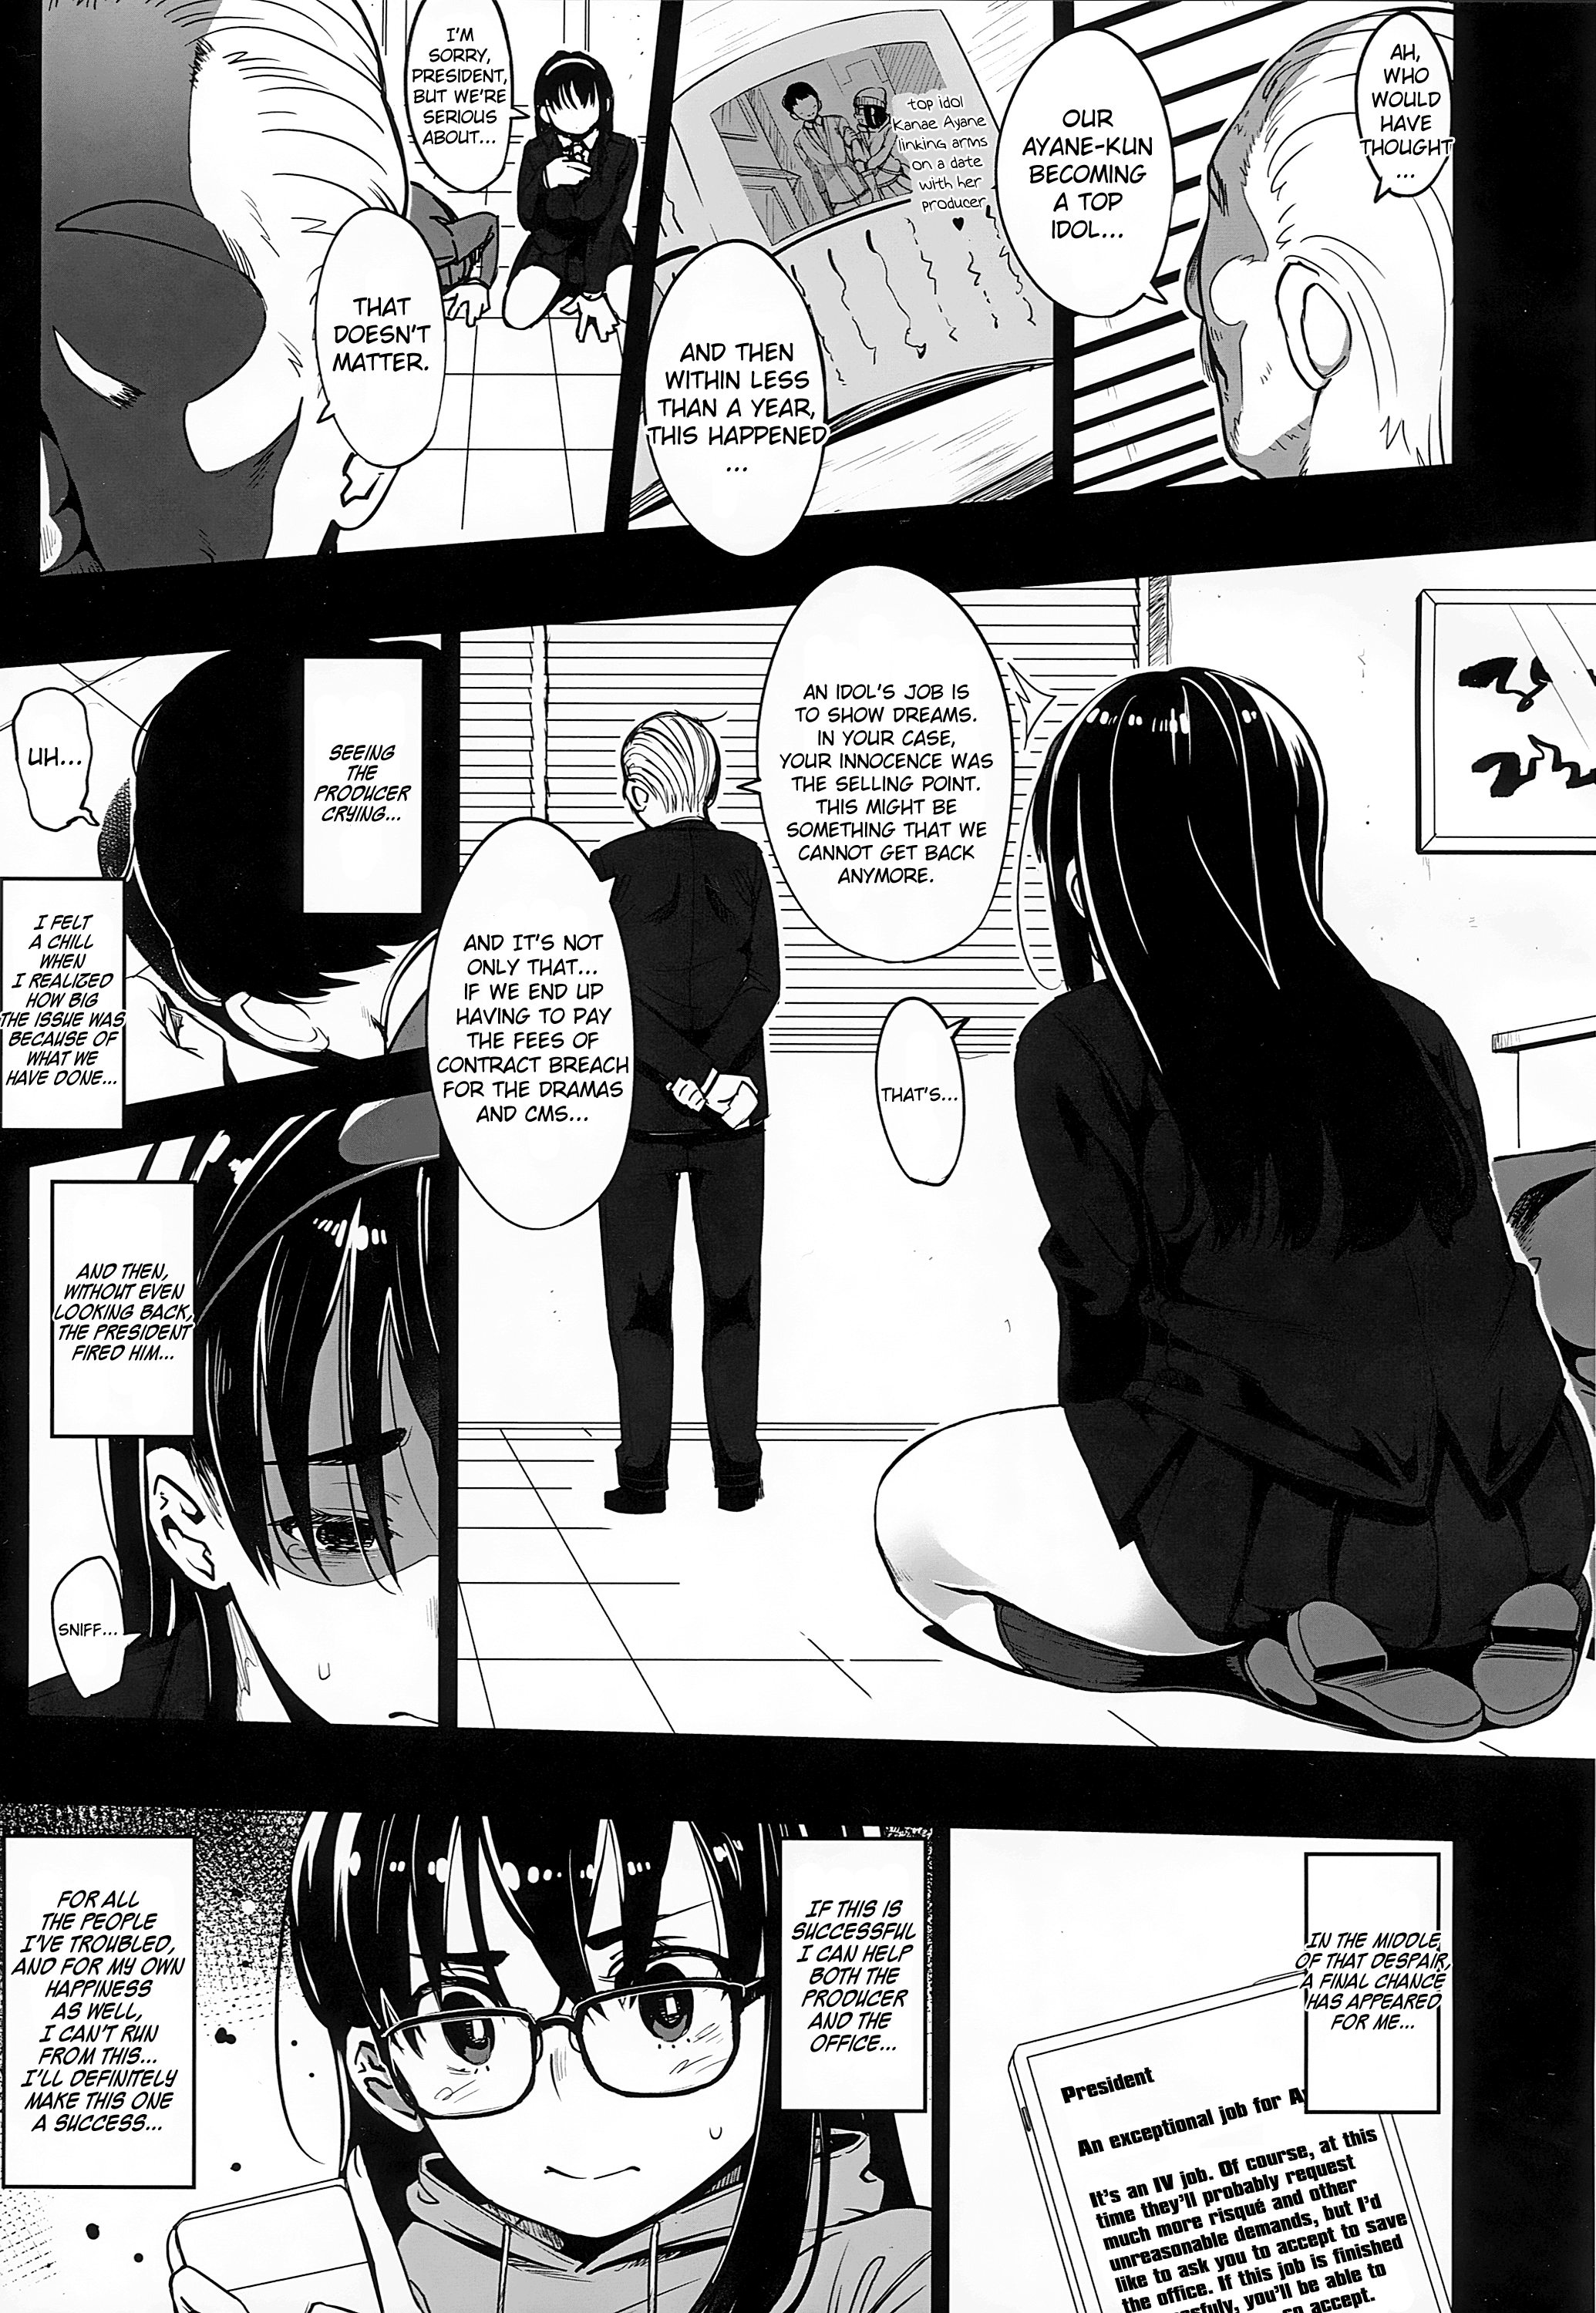 AH,
WHO
WOULD
HAVE
THOUGHT
...
OUR
AYANE-KUN
BECOMING
A TOP
IDOL...
top idol
Kanae Ayane
linking arms
on a date
with her
producer
♥
AND THEN
WITHIN LESS
THAN A YEAR,
THIS HAPPENED
...
I'M
SORRY,
PRESIDENT,
BUT WE'RE
SERIOUS
ABOUT...
THAT
DOESN'T
MATTER.
AN IDOL'S JOB IS
TO SHOW DREAMS.
IN YOUR CASE,
YOUR INNOCENCE WAS
THE SELLING POINT.
THIS MIGHT BE
SOMETHING THAT WE
CANNOT GET BACK
ANYMORE.
THAT'S...
AND IT'S NOT
ONLY THAT...
IF WE END UP
HAVING TO PAY
THE FEES OF
CONTRACT BREACH
FOR THE DRAMAS
AND CMS...
SEEING
THE
PRODUCER
CRYING...
UH...
I FELT
A CHILL
WHEN
I REALIZED
HOW BIG
THE ISSUE WAS
BECAUSE OF
WHAT WE
HAVE DONE...
AND THEN,
WITHOUT EVEN
LOOKING BACK,
THE PRESIDENT
FIRED HIM...
SNIFF...
IN THE MIDDLE
OF THAT DESPAIR,
A FINAL CHANCE
HAS APPEARED
FOR ME...
President
An exceptional job for
It's an IV job. Of course, at this
time they'll probably request
much more risqué and other
unreasonable demands, but I'd
like to ask you to accept to save
the office. If this job is finished
you'll be able to
accept.
IF THIS IS
SUCCESSFUL
I CAN HELP
BOTH THE
PRODUCER
AND THE
OFFICE...
FOR ALL
THE PEOPLE
I'VE TROUBLED,
AND FOR MY OWN
HAPPINESS
AS WELL,
I CAN'T RUN
FROM THIS...
I'LL DEFINITELY
MAKE THIS ONE
A SUCCESS...